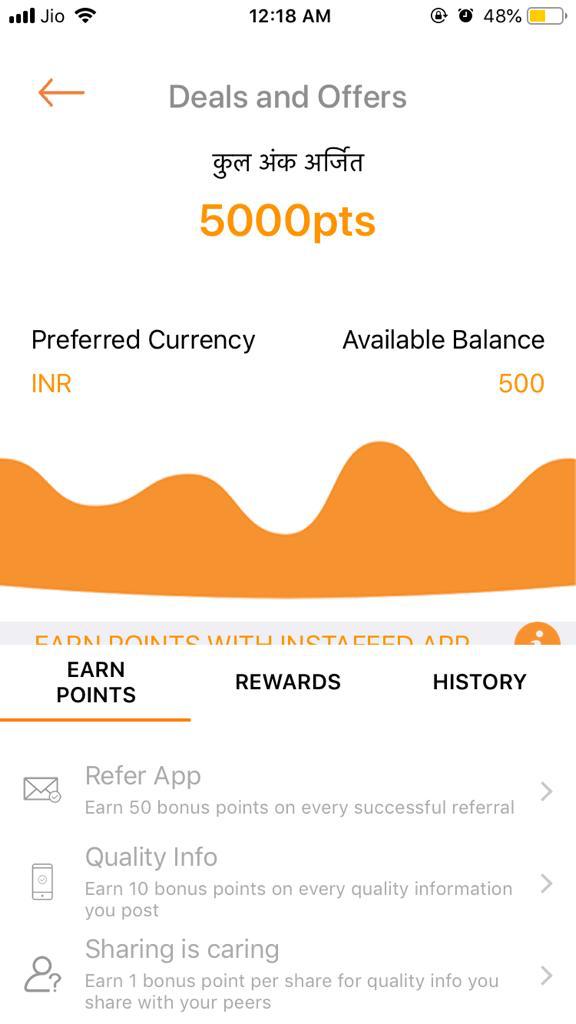 Jio 12:18 AM 48%
Deals and Offers
कुल अंक अर्जित
5000pts
Preferred Currency Available Balance
INR 500
EARN POINTS WITH INSTAFEED APP
EARN
POINTS REWARDS HISTORY
Refer App
Earn 50 bonus points on every successful referral
Quality Info
Earn 10 bonus points on every quality information
you post
Sharing is caring
Earn 1 bonus point per share for quality info you
share with your peers